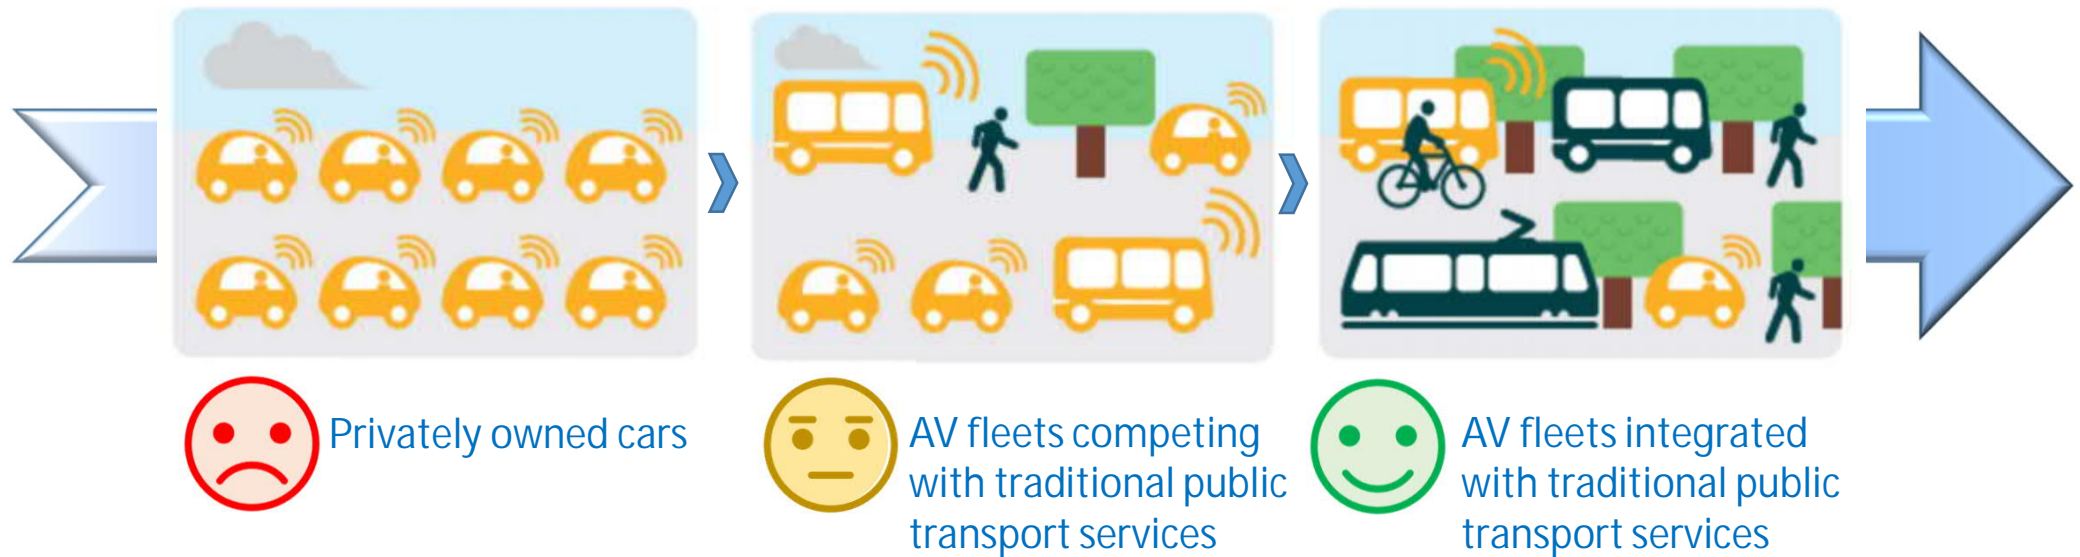 Privately owned cars
AV fleets competing
with traditional public
transport services
AV fleets integrated
with traditional public
transport services